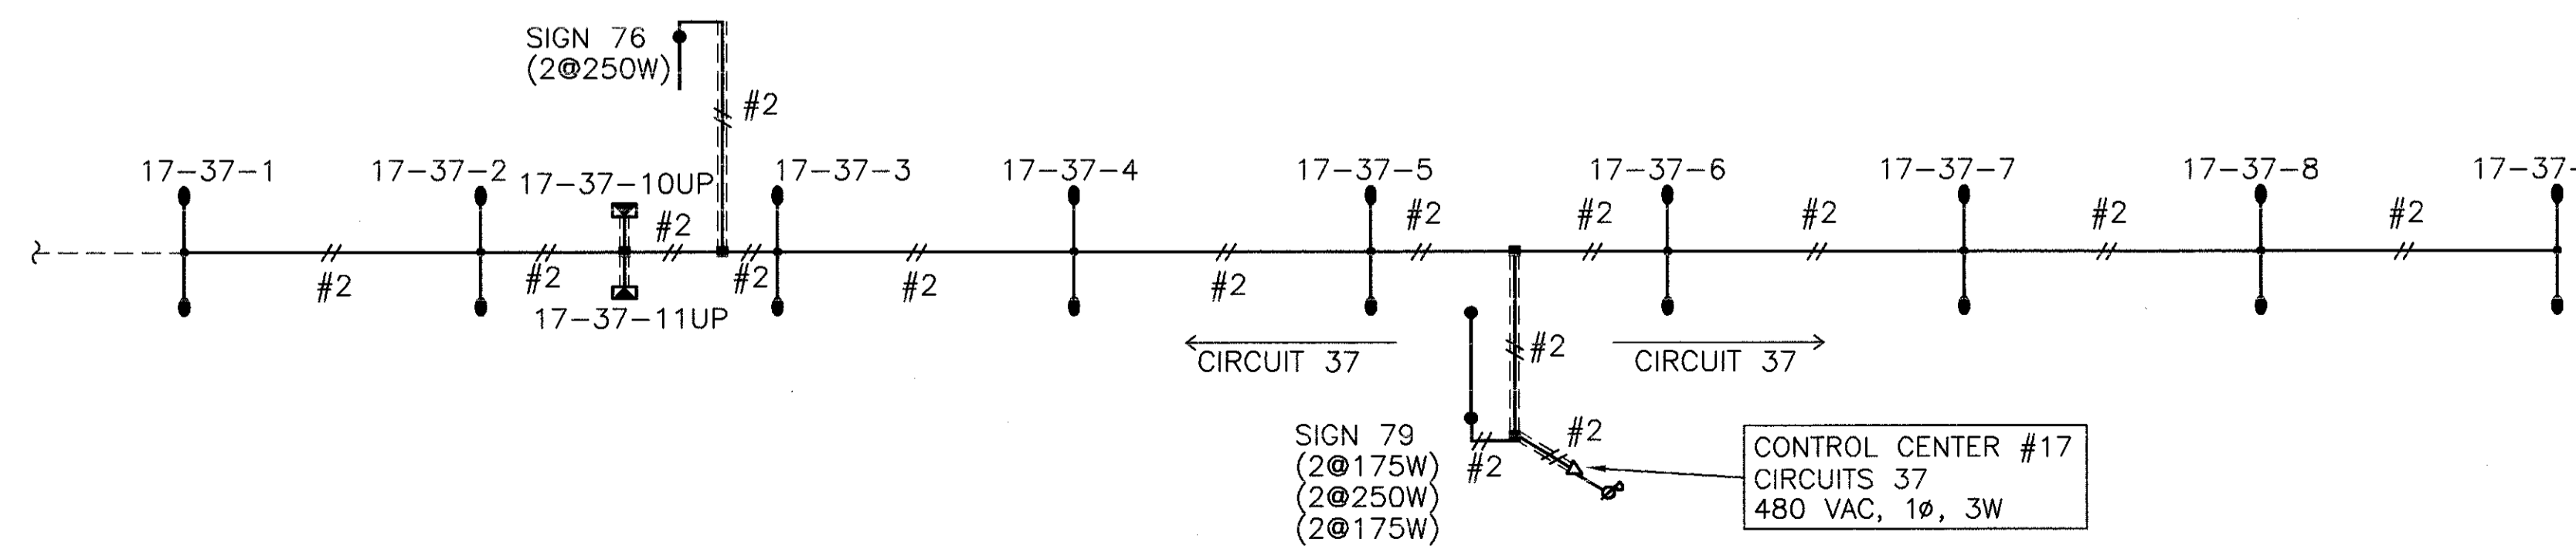 SIGN 76
(2@250W)
#2
17-37-1
17-37-2
17-37-10UP
17-37-3
17-37-4
17-37-5
17-37-6
17-37-7
17-37-8
17-37-
#2
#2
#2
#2
#2
#2
#2
#2
#2
#2
#2
#2
17-37-11UP
CIRCUIT 37
#2
CIRCUIT 37
SIGN 79
(2@175W)
(2@250W)
(2@175W)
#2
#2
CONTROL CENTER #17
CIRCUITS 37
480 VAC, 1ø, 3W